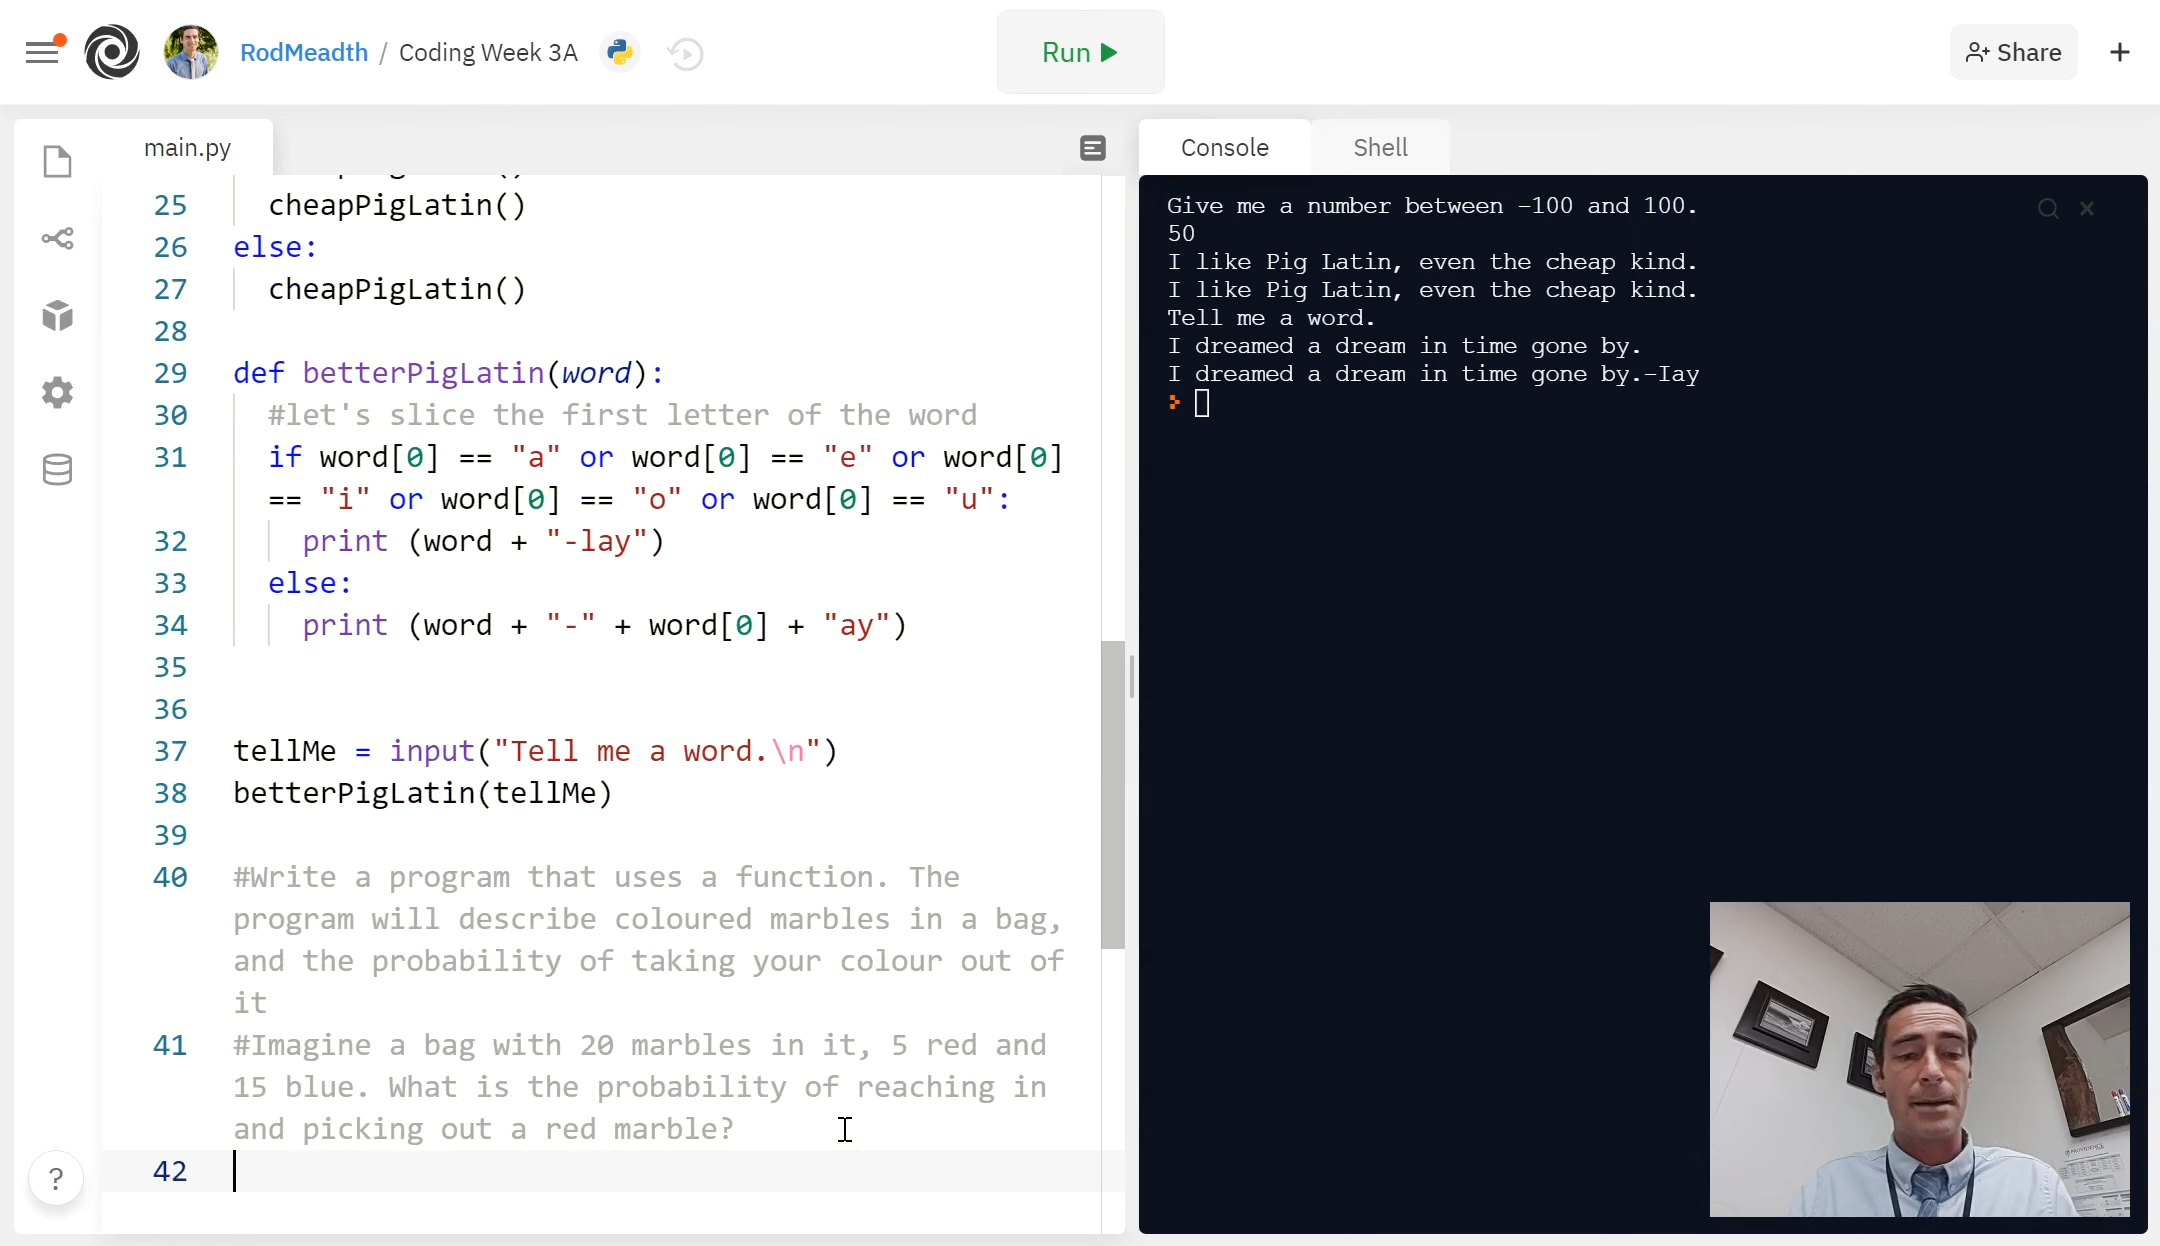 RodMeadth / Coding Week 3A
Run
Share
main.py
Console
Shell
25 cheapPigLatin()
26 else:
27 cheapPigLatin()
28
29 def betterPigLatin(word):
30 #let's slice the first letter of the word
31 if word[0] == "a" or word[0] == "e" or word[0]
== "i" or word[0] == "o" or word[0] == "u":
32 print (word + "-lay")
33 else:
34 print (word + "-" + word[0] + "ay")
35
36
37 tellMe = input("Tell me a word.\n")
38 betterPigLatin(tellMe)
39
40 #Write a program that uses a function. The
program will describe coloured marbles in a bag,
and the probability of taking your colour out of
it
41 #Imagine a bag with 20 marbles in it, 5 red and
15 blue. What is the probability of reaching in
and picking out a red marble?
42
?
Give me a number between -100 and 100.
50
I like Pig Latin, even the cheap kind.
I like Pig Latin, even the cheap kind.
Tell me a word.
I dreamed a dream in time gone by.
I dreamed a dream in time gone by.-Iay
PROVIDENCE